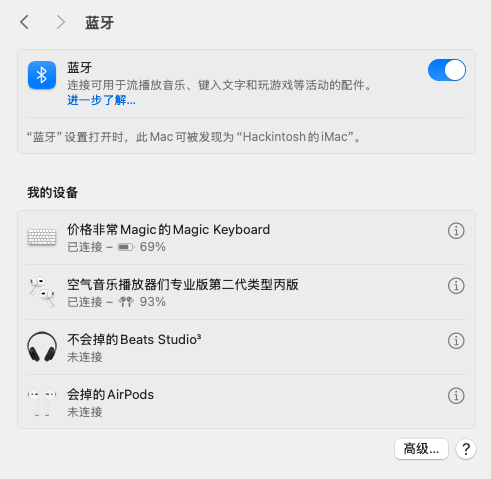 蓝牙
蓝牙
连接可用于流播放音乐、键入文字和玩游戏等活动的配件。
进一步了解...
“蓝牙”设置打开时，此Mac可被发现为“Hackintosh的iMac”。
我的设备
价格非常Magic的Magic Keyboard
已连接 – 69%
空气音乐播放器们专业版第二代类型丙版
已连接 – 93%
不会掉的Beats Studio³
未连接
会掉的AirPods
未连接
高级... ?